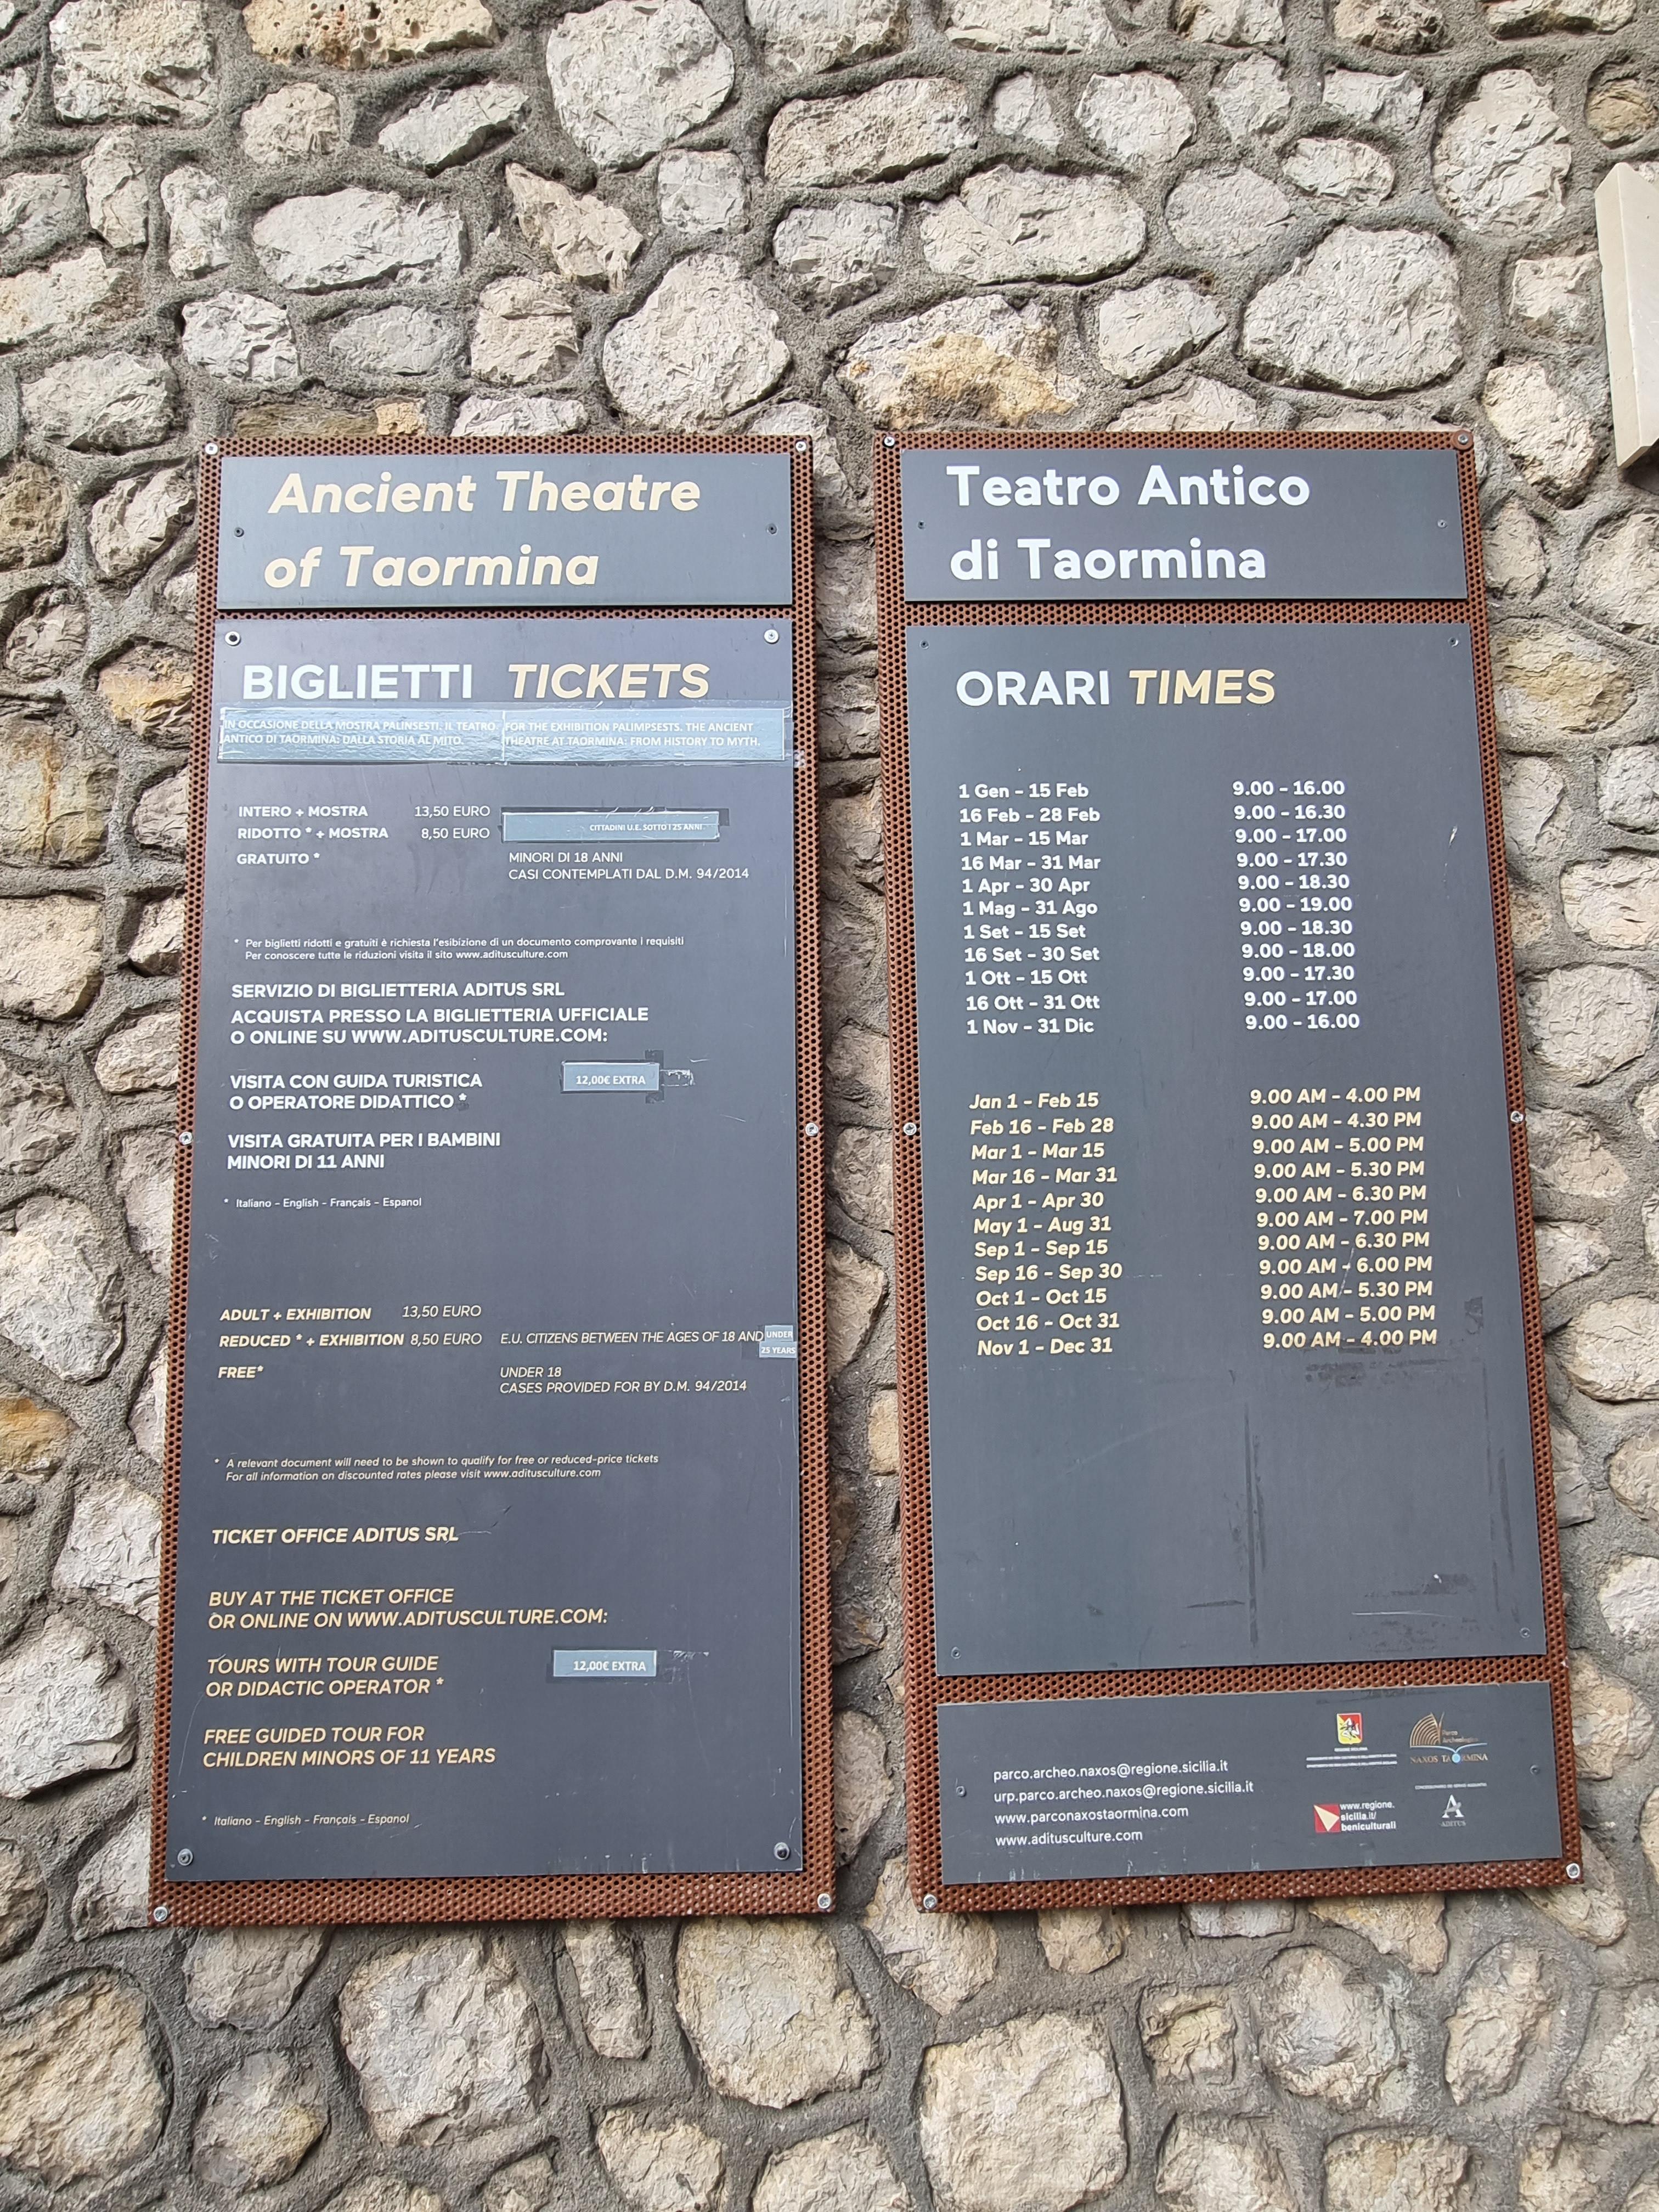 Ancient Theatre
of Taormina
BIGLIETTI TICKETS
IN OCCASIONE DELLA MOSTRA PALINSESTI. IL TEATRO
ANTICO DI TAORMINA: DALLA STORIA AL MITO.
FOR THE EXHIBITION PALIMPSESTS. THE ANCIENT
THEATRE AT TAORMINA: FROM HISTORY TO MYTH.
INTERO + MOSTRA 13,50 EURO
RIDOTTO * + MOSTRA 8,50 EURO CITTADINI U.E. SOTTO I 25 ANNI
GRATUITO * MINORI DI 18 ANNI
CASI CONTEMPLATI DAL D.M. 94/2014
* Per biglietti ridotti e gratuiti è richiesta l'esibizione di un documento comprovante i requisiti
Per conoscere tutte le riduzioni visita il sito www.aditusculture.com
SERVIZIO DI BIGLIETTERIA ADITUS SRL
ACQUISTA PRESSO LA BIGLIETTERIA UFFICIALE
O ONLINE SU WWW.ADITUSCULTURE.COM:
VISITA CON GUIDA TURISTICA 12,00€ EXTRA
O OPERATORE DIDATTICO *
VISITA GRATUITA PER I BAMBINI
MINORI DI 11 ANNI
* Italiano - English - Français - Espanol
ADULT + EXHIBITION 13,50 EURO
REDUCED * + EXHIBITION 8,50 EURO E.U. CITIZENS BETWEEN THE AGES OF 18 AND UNDER
25 YEARS
FREE* UNDER 18
CASES PROVIDED FOR BY D.M. 94/2014
* A relevant document will need to be shown to qualify for free or reduced-price tickets
For all information on discounted rates please visit www.aditusculture.com
TICKET OFFICE ADITUS SRL
BUY AT THE TICKET OFFICE
OR ONLINE ON WWW.ADITUSCULTURE.COM:
TOURS WITH TOUR GUIDE 12,00€ EXTRA
OR DIDACTIC OPERATOR *
FREE GUIDED TOUR FOR
CHILDREN MINORS OF 11 YEARS
* Italiano - English - Français - Espanol
Teatro Antico
di Taormina
ORARI TIMES
1 Gen - 15 Feb 9.00 - 16.00
16 Feb - 28 Feb 9.00 - 16.30
1 Mar - 15 Mar 9.00 - 17.00
16 Mar - 31 Mar 9.00 - 17.30
1 Apr - 30 Apr 9.00 - 18.30
1 Mag - 31 Ago 9.00 - 19.00
1 Set - 15 Set 9.00 - 18.30
16 Set - 30 Set 9.00 - 18.00
1 Ott - 15 Ott 9.00 - 17.30
16 Ott - 31 Ott 9.00 - 17.00
1 Nov - 31 Dic 9.00 - 16.00
Jan 1 - Feb 15 9.00 AM - 4.00 PM
Feb 16 - Feb 28 9.00 AM - 4.30 PM
Mar 1 - Mar 15 9.00 AM - 5.00 PM
Mar 16 - Mar 31 9.00 AM - 5.30 PM
Apr 1 - Apr 30 9.00 AM - 6.30 PM
May 1 - Aug 31 9.00 AM - 7.00 PM
Sep 1 - Sep 15 9.00 AM - 6.30 PM
Sep 16 - Sep 30 9.00 AM - 6.00 PM
Oct 1 - Oct 15 9.00 AM - 5.30 PM
Oct 16 - Oct 31 9.00 AM - 5.00 PM
Nov 1 - Dec 31 9.00 AM - 4.00 PM
parco.archeo.naxos@regione.sicilia.it
urp.parco.archeo.naxos@regione.sicilia.it
www.parconaxostaormina.com
www.aditusculture.com
Parco
Archeologico
NAXOS TAORMINA
www.regione.
sicilia.it/
beniculturali
ADITUS